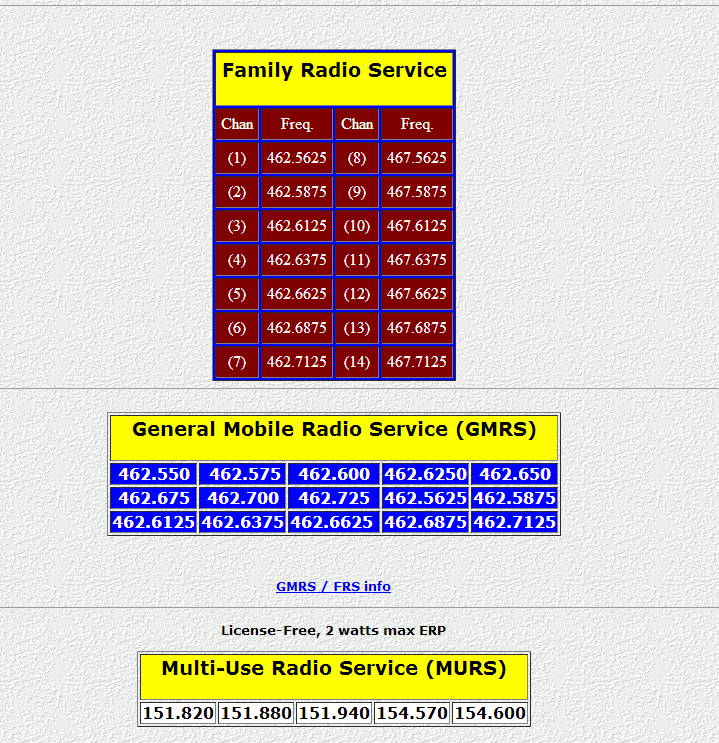 Family Radio Service
Chan Freq. Chan Freq.
(1) 462.5625 (8) 467.5625
(2) 462.5875 (9) 467.5875
(3) 462.6125 (10) 467.6125
(4) 462.6375 (11) 467.6375
(5) 462.6625 (12) 467.6625
(6) 462.6875 (13) 467.6875
(7) 462.7125 (14) 467.7125
General Mobile Radio Service (GMRS)
462.550 462.575 462.600 462.6250 462.650
462.675 462.700 462.725 462.5625 462.5875
462.6125 462.6375 462.6625 462.6875 462.7125
GMRS / FRS info
License-Free, 2 watts max ERP
Multi-Use Radio Service (MURS)
151.820 151.880 151.940 154.570 154.600